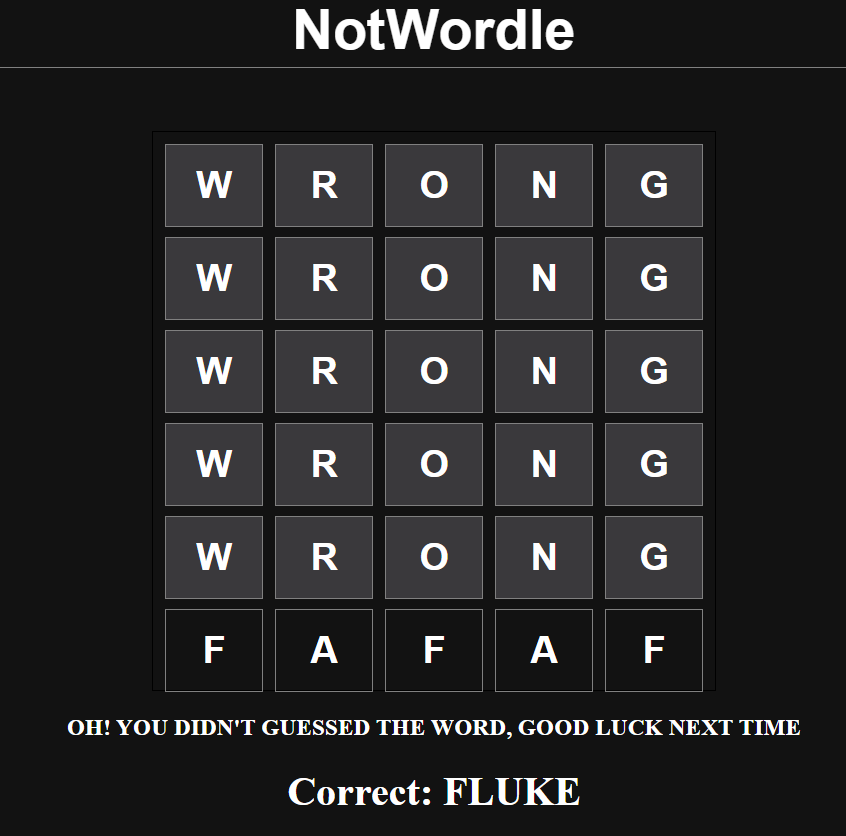 NotWordle
W R O N G
W R O N G
W R O N G
W R O N G
W R O N G
F A F A F
OH! YOU DIDN'T GUESSED THE WORD, GOOD LUCK NEXT TIME
Correct: FLUKE